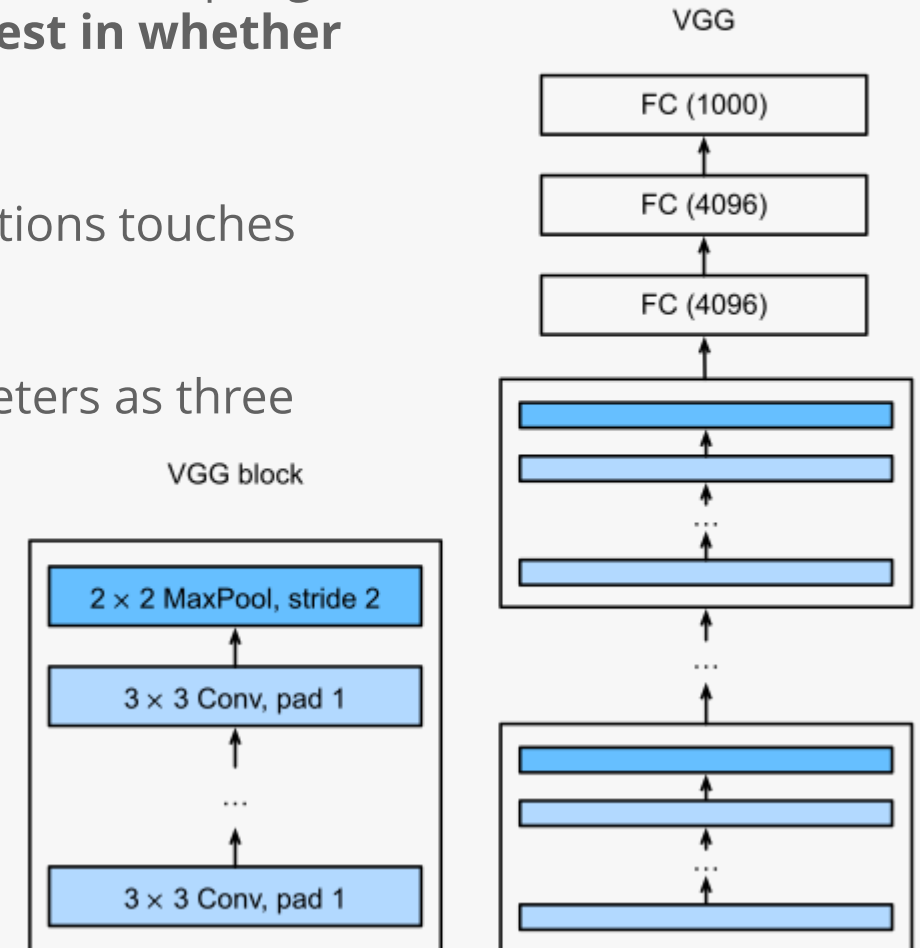 est in whether
tions touches
eters as three
VGG block
2 × 2 MaxPool, stride 2
3 × 3 Conv, pad 1
...
3 × 3 Conv, pad 1
VGG
FC (1000)
FC (4096)
FC (4096)
...
...
...